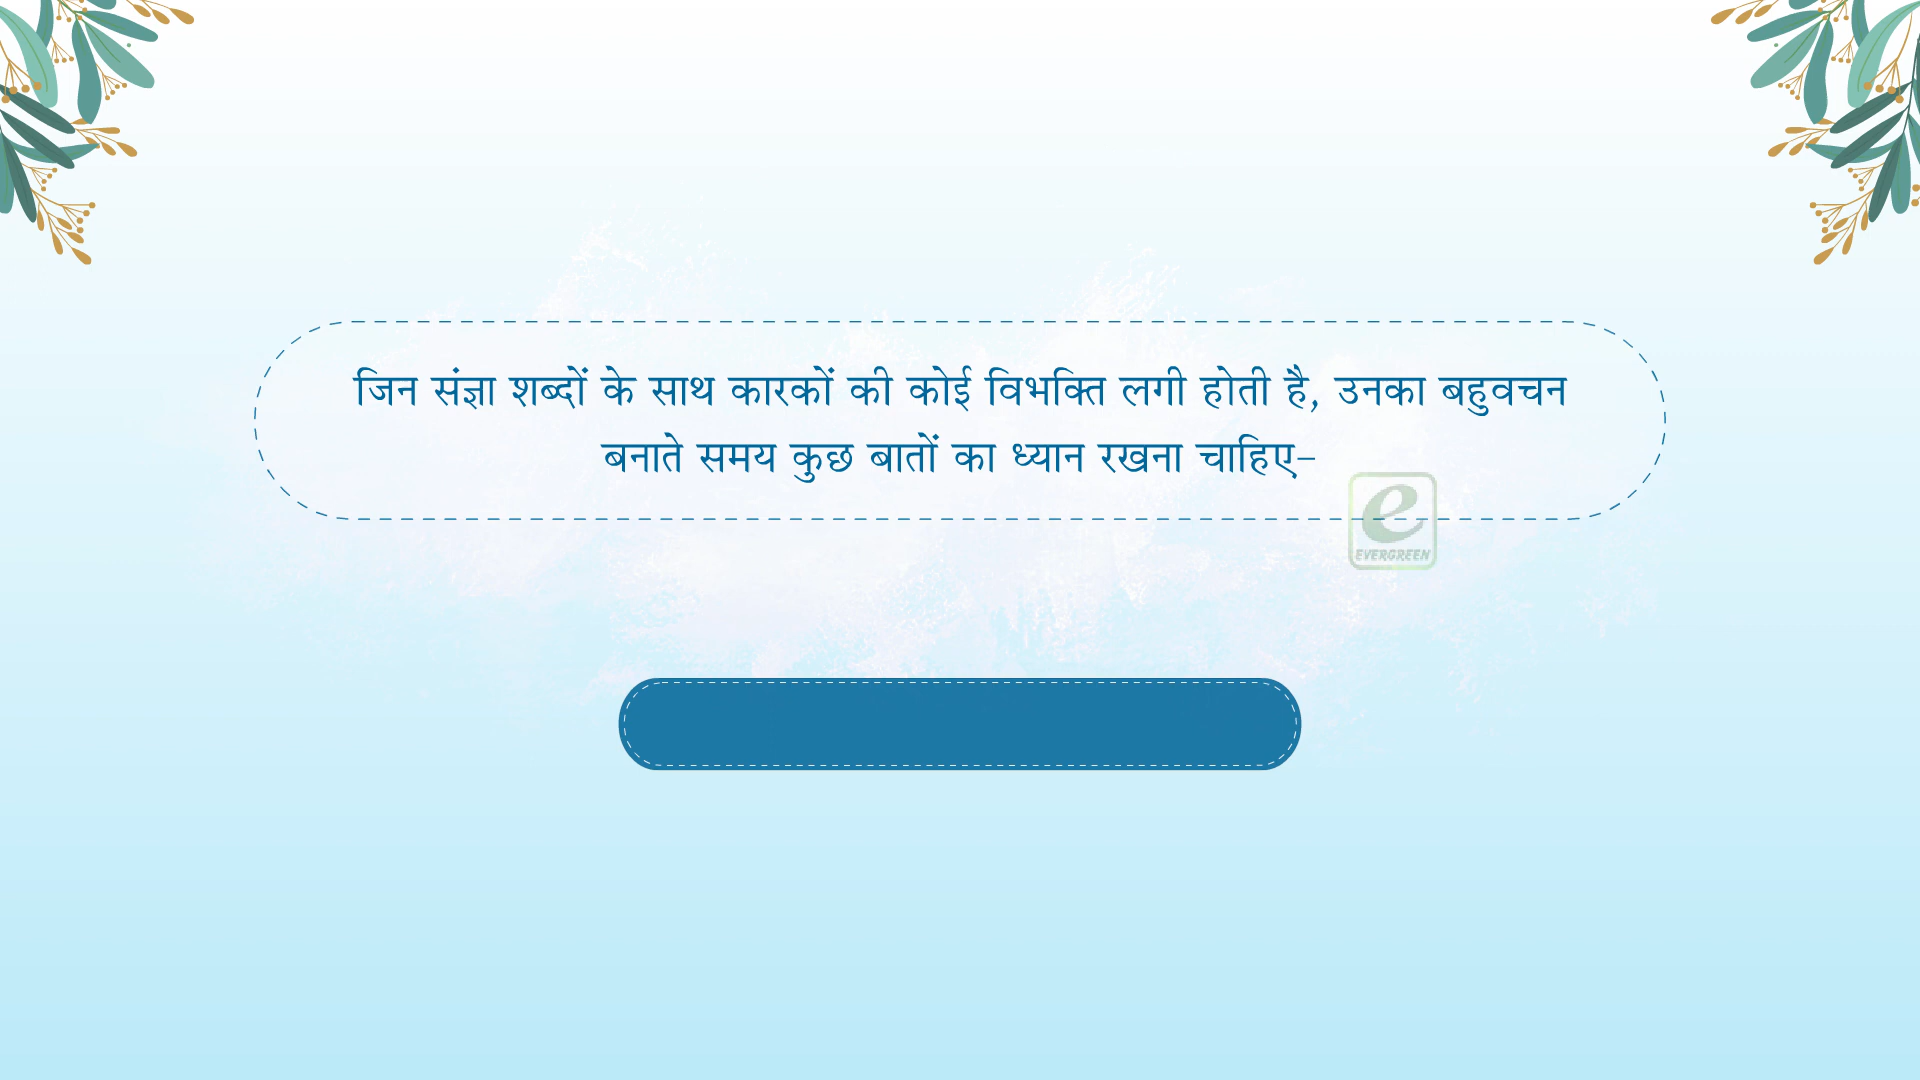 जिन संज्ञा शब्दों के साथ कारकों की कोई विभक्ति लगी होती है, उनका बहुवचन
बनाते समय कुछ बातों का ध्यान रखना चाहिए–
e
EVERGREEN